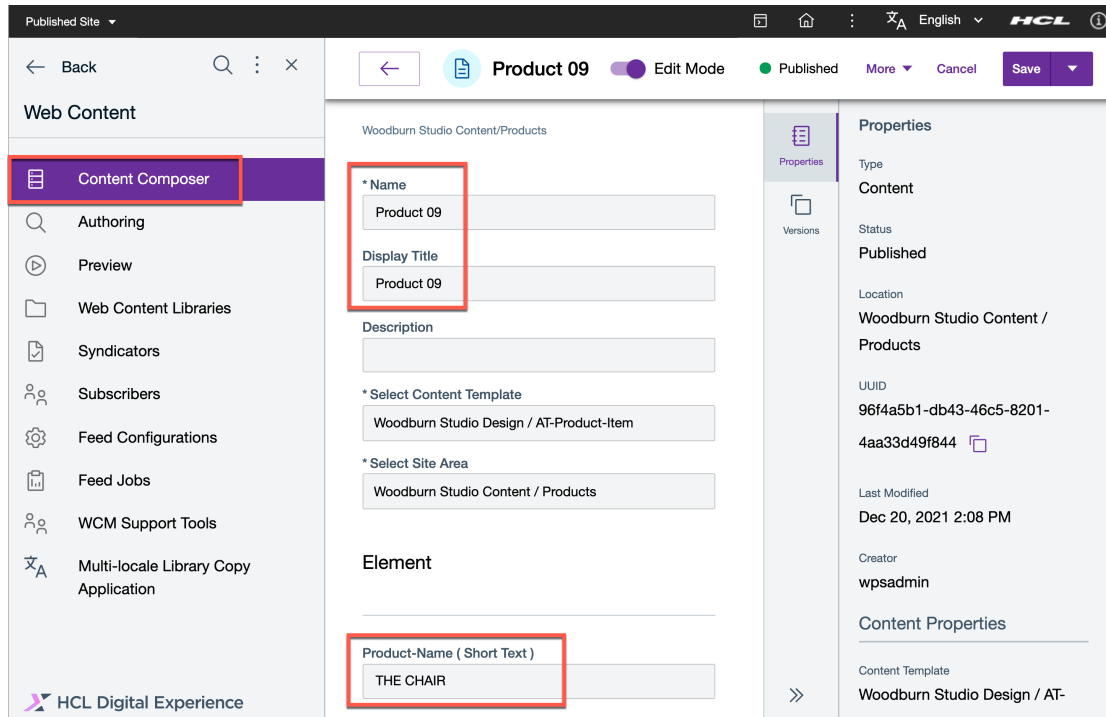 Published Site
English
HCL
Back
Web Content
Content Composer
Authoring
Preview
Web Content Libraries
Syndicators
Subscribers
Feed Configurations
Feed Jobs
WCM Support Tools
Multi-locale Library Copy
Application
HCL Digital Experience
Product 09
Edit Mode
Published
More
Cancel
Save
Woodburn Studio Content/Products
* Name
Product 09
Display Title
Product 09
Description
* Select Content Template
Woodburn Studio Design / AT-Product-Item
* Select Site Area
Woodburn Studio Content / Products
Element
Product-Name ( Short Text )
THE CHAIR
Properties
Versions
Properties
Type
Content
Status
Published
Location
Woodburn Studio Content /
Products
UUID
96f4a5b1-db43-46c5-8201-
4aa33d49f844
Last Modified
Dec 20, 2021 2:08 PM
Creator
wpsadmin
Content Properties
Content Template
Woodburn Studio Design / AT-